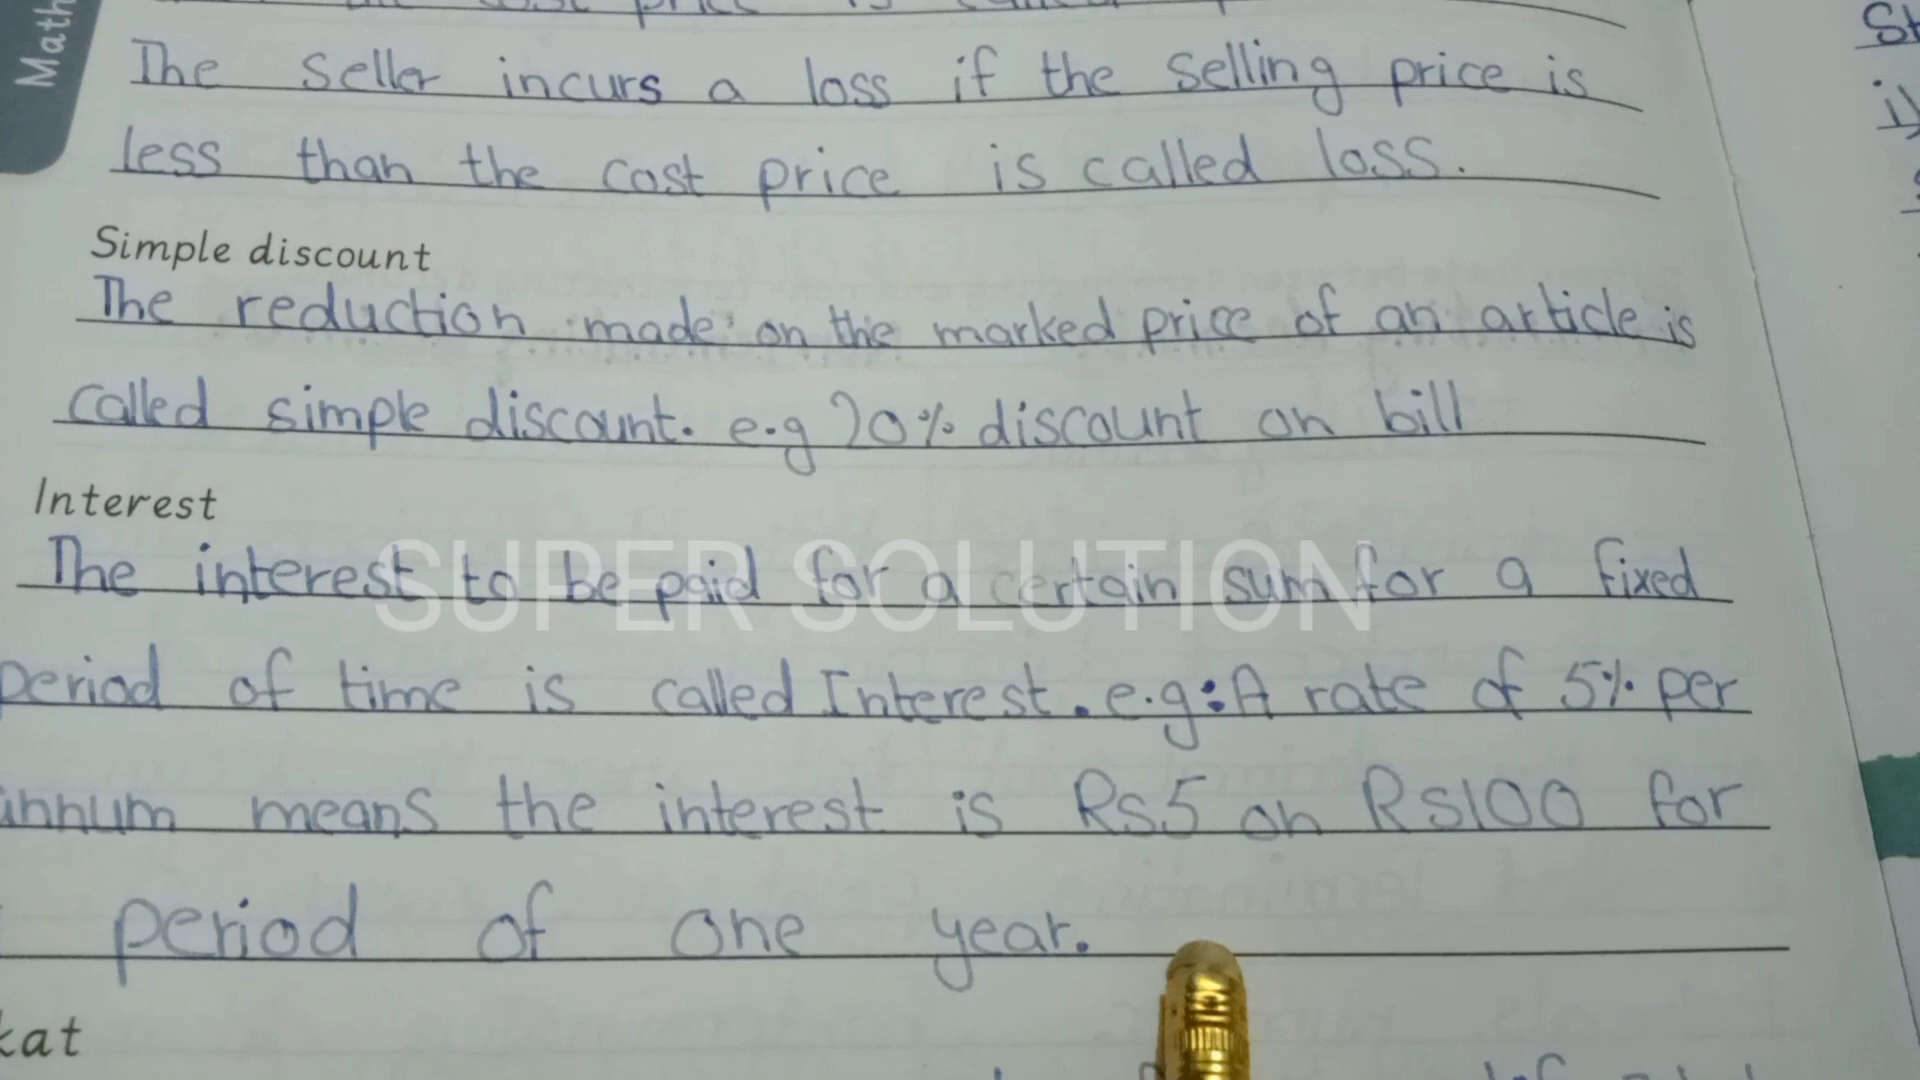 Math
The seller incurs a loss if the selling price is
less than the cost price is called loss.
Simple discount
The reduction made on the marked price of an article is
called simple discount. e.g 20% discount on bill
Interest
The interest to be paid for a certain sum for a fixed
SUPER SOLUTION
period of time is called Interest. e.g: A rate of 5% per
annum means the interest is Rs5 on RS100 for
period of one year.